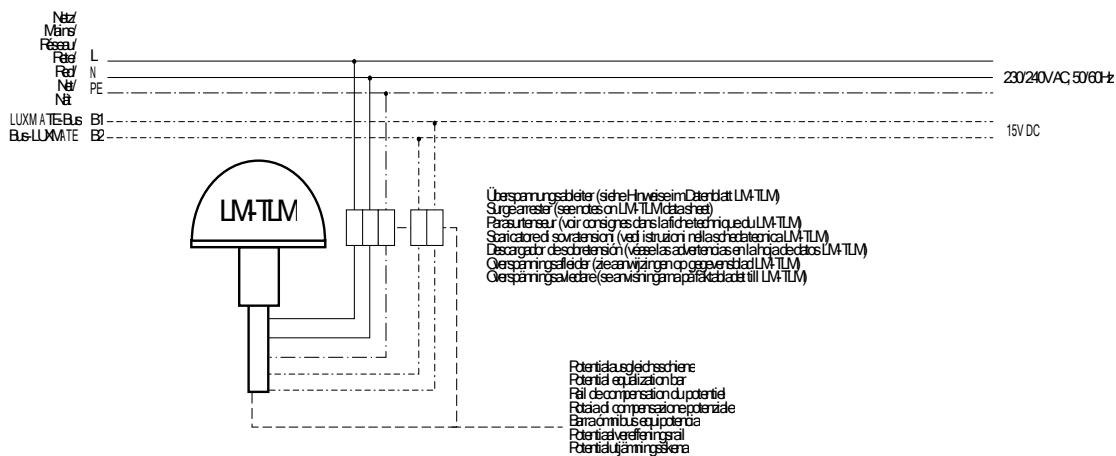 Netz/
Mains/
Réseau/
Rete/
Red/
Net/
Nät
L
N
PE
230/240V AC, 50/60Hz
LUXMATE-Bus B1
Bus-LUXMATE B2
15V DC
LM-TLM
Überspannungsableiter (siehe Hinweise im Datenblatt LM-TLM)
Surge arrester (see notes on LM-TLM data sheet)
Parasurtenseur (voir consignes dans la fiche technique du LM-TLM)
Scaricatore di sovratensioni (vedi istruzioni nella scheda tecnica LM-TLM)
Descargador de sobretensión (véase las advertencias en la hoja de datos LM-TLM)
Overspanningsafleider (zie aanwijzingen op gegevensblad LM-TLM)
Överspänningsavledare (se anvisningarna på faktabladet till LM-TLM)
Potentialausgleichsschiene
Potential equalization bar
Rail de compensation du potentiel
Rotaia di compensazione potenziale
Barra ómnibus equipotencia
Potentiaalvereffeningsrail
Potentialutjämningsskena